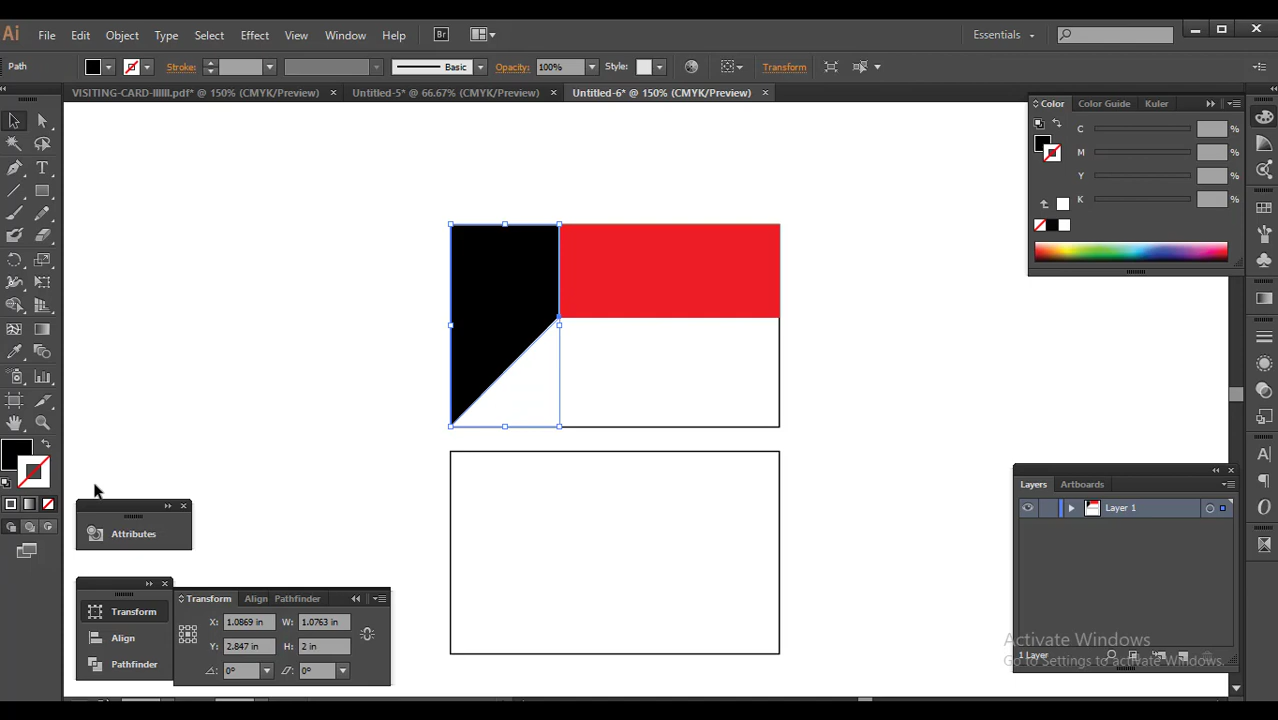 Ai File Edit Object Type Select Effect View Window Help Br Essentials
Path Stroke: Basic Opacity: 100% Style: Transform
VISITING-CARD-IIIIII.pdf* @ 150% (CMYK/Preview) × Untitled-5* @ 66.67% (CMYK/Preview) × Untitled-6* @ 150% (CMYK/Preview) ×
Color Color Guide Kuler
C %
M %
Y %
K %
Layers Artboards
Layer 1
Attributes
Transform
Align
Pathfinder
Transform Align Pathfinder
X: 1.0869 in W: 1.0763 in
Y: 2.847 in H: 2 in
0° 0°
Activate Windows
Go to Settings to activate Windows.
1 Layer